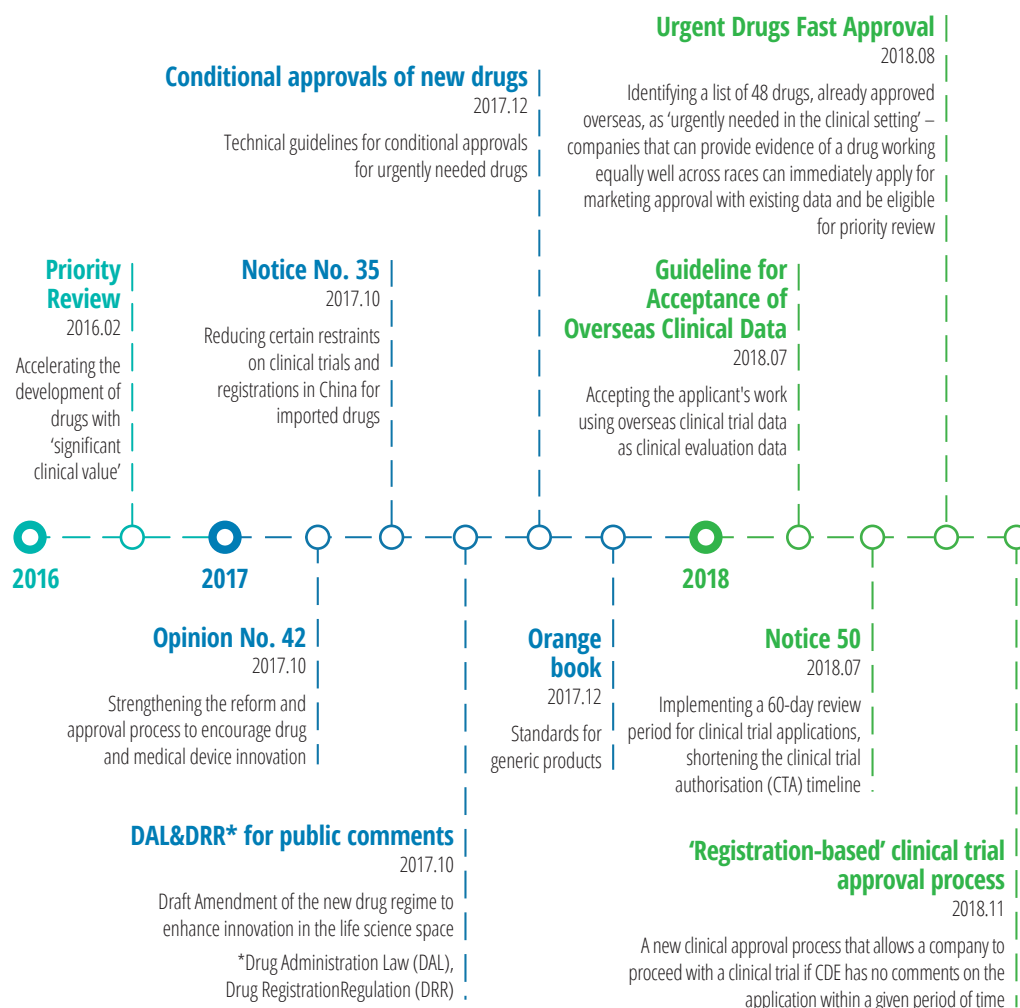 Urgent Drugs Fast Approval
2018.08
Identifying a list of 48 drugs, already approved
overseas, as ‘urgently needed in the clinical setting’ –
companies that can provide evidence of a drug working
equally well across races can immediately apply for
marketing approval with existing data and be eligible
for priority review
Conditional approvals of new drugs
2017.12
Technical guidelines for conditional approvals
for urgently needed drugs
Priority
Review
2016.02
Accelerating the
development of
drugs with
‘significant
clinical value’
Notice No. 35
2017.10
Reducing certain restraints
on clinical trials and
registrations in China for
imported drugs
Guideline for
Acceptance of
Overseas Clinical Data
2018.07
Accepting the applicant's work
using overseas clinical trial data
as clinical evaluation data
2016
2017
2018
Opinion No. 42
2017.10
Strengthening the reform and
approval process to encourage drug
and medical device innovation
Orange
book
2017.12
Standards for
generic products
Notice 50
2018.07
Implementing a 60-day review
period for clinical trial applications,
shortening the clinical trial
authorisation (CTA) timeline
DAL&DRR* for public comments
2017.10
Draft Amendment of the new drug regime to
enhance innovation in the life science space
*Drug Administration Law (DAL),
Drug RegistrationRegulation (DRR)
‘Registration-based’ clinical trial
approval process
2018.11
A new clinical approval process that allows a company to
proceed with a clinical trial if CDE has no comments on the
application within a given period of time